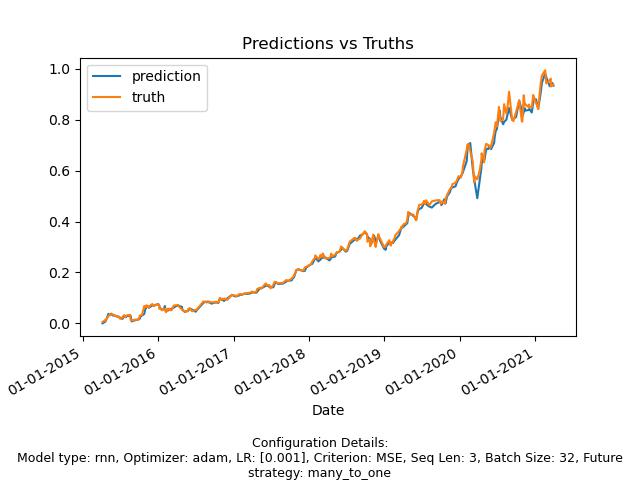 Predictions vs Truths
prediction
truth
1.0
0.8
0.6
0.4
0.2
0.0
01-01-2015
01-01-2016
01-01-2017
01-01-2018
01-01-2019
01-01-2020
01-01-2021
Date
Configuration Details:
Model type: rnn, Optimizer: adam, LR: [0.001], Criterion: MSE, Seq Len: 3, Batch Size: 32, Future
strategy: many_to_one